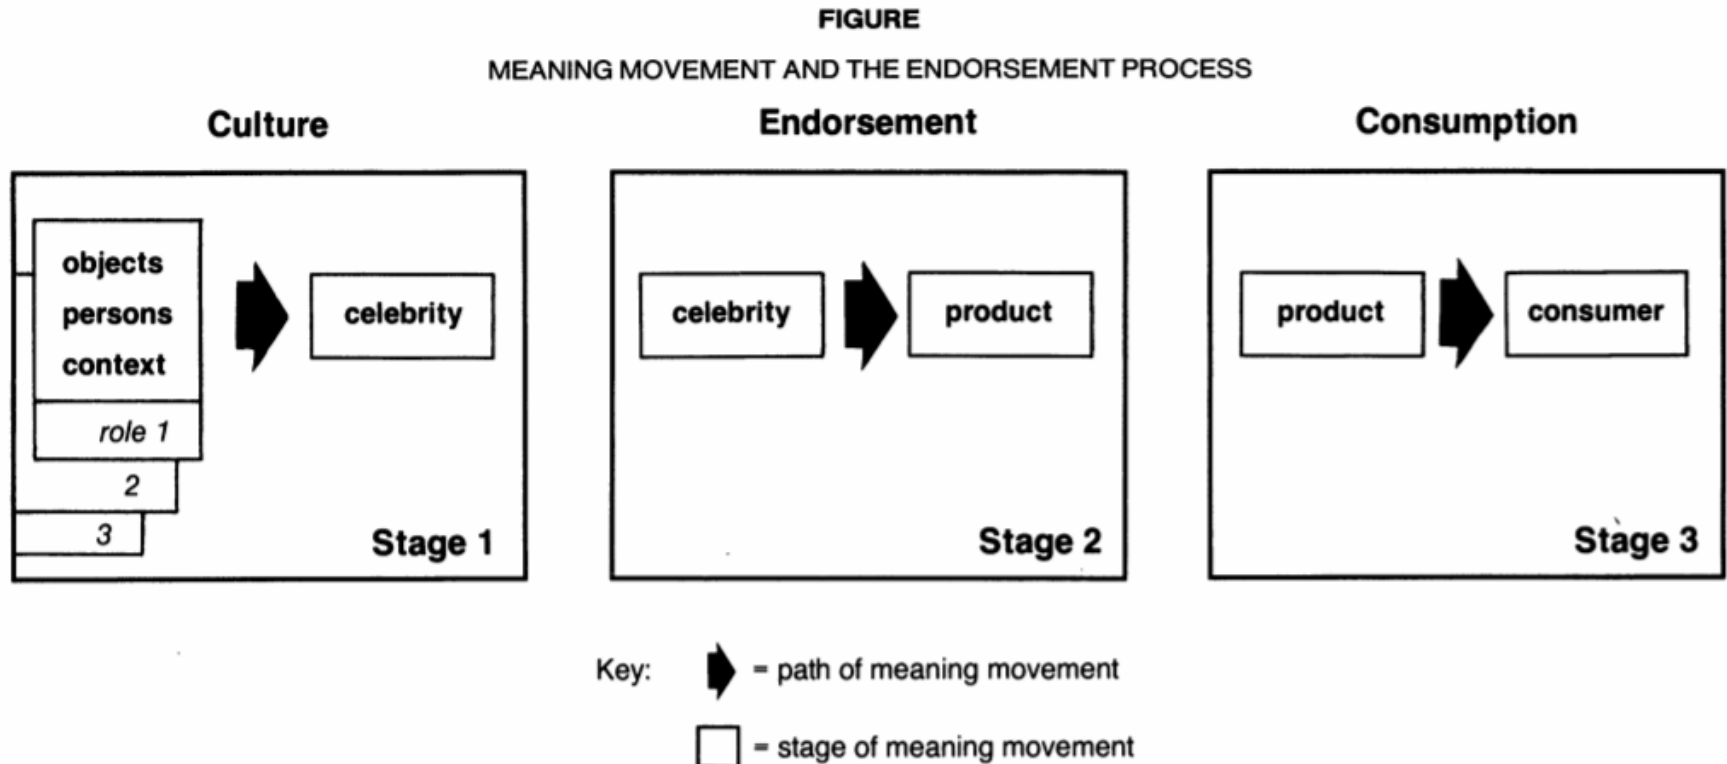 FIGURE
MEANING MOVEMENT AND THE ENDORSEMENT PROCESS
Culture
objects
persons
context
role 1
2
3
celebrity
Stage 1
Endorsement
celebrity
product
Stage 2
Consumption
product
consumer
Stage 3
Key:
= path of meaning movement
= stage of meaning movement